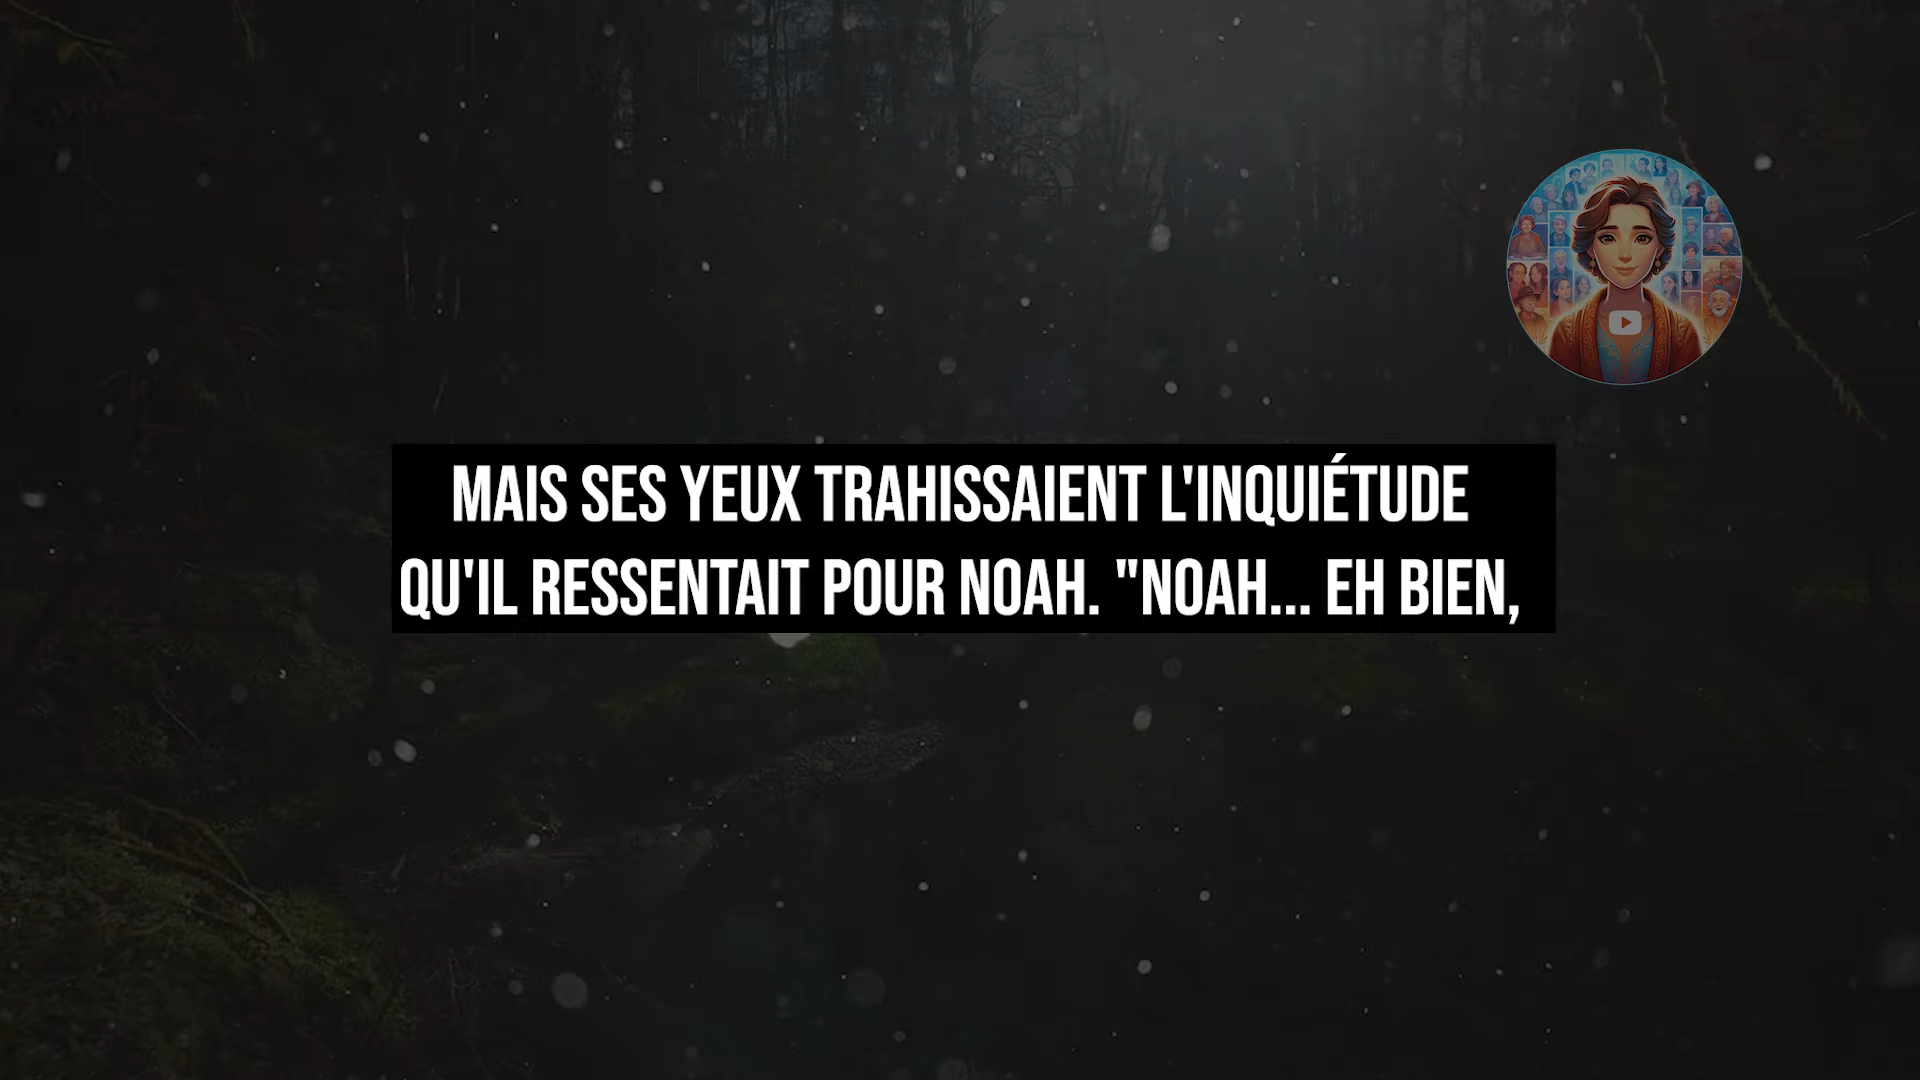 MAIS SES YEUX TRAHISSAIENT L'INQUIÉTUDE
QU'IL RESSENTAIT POUR NOAH. "NOAH... EH BIEN,